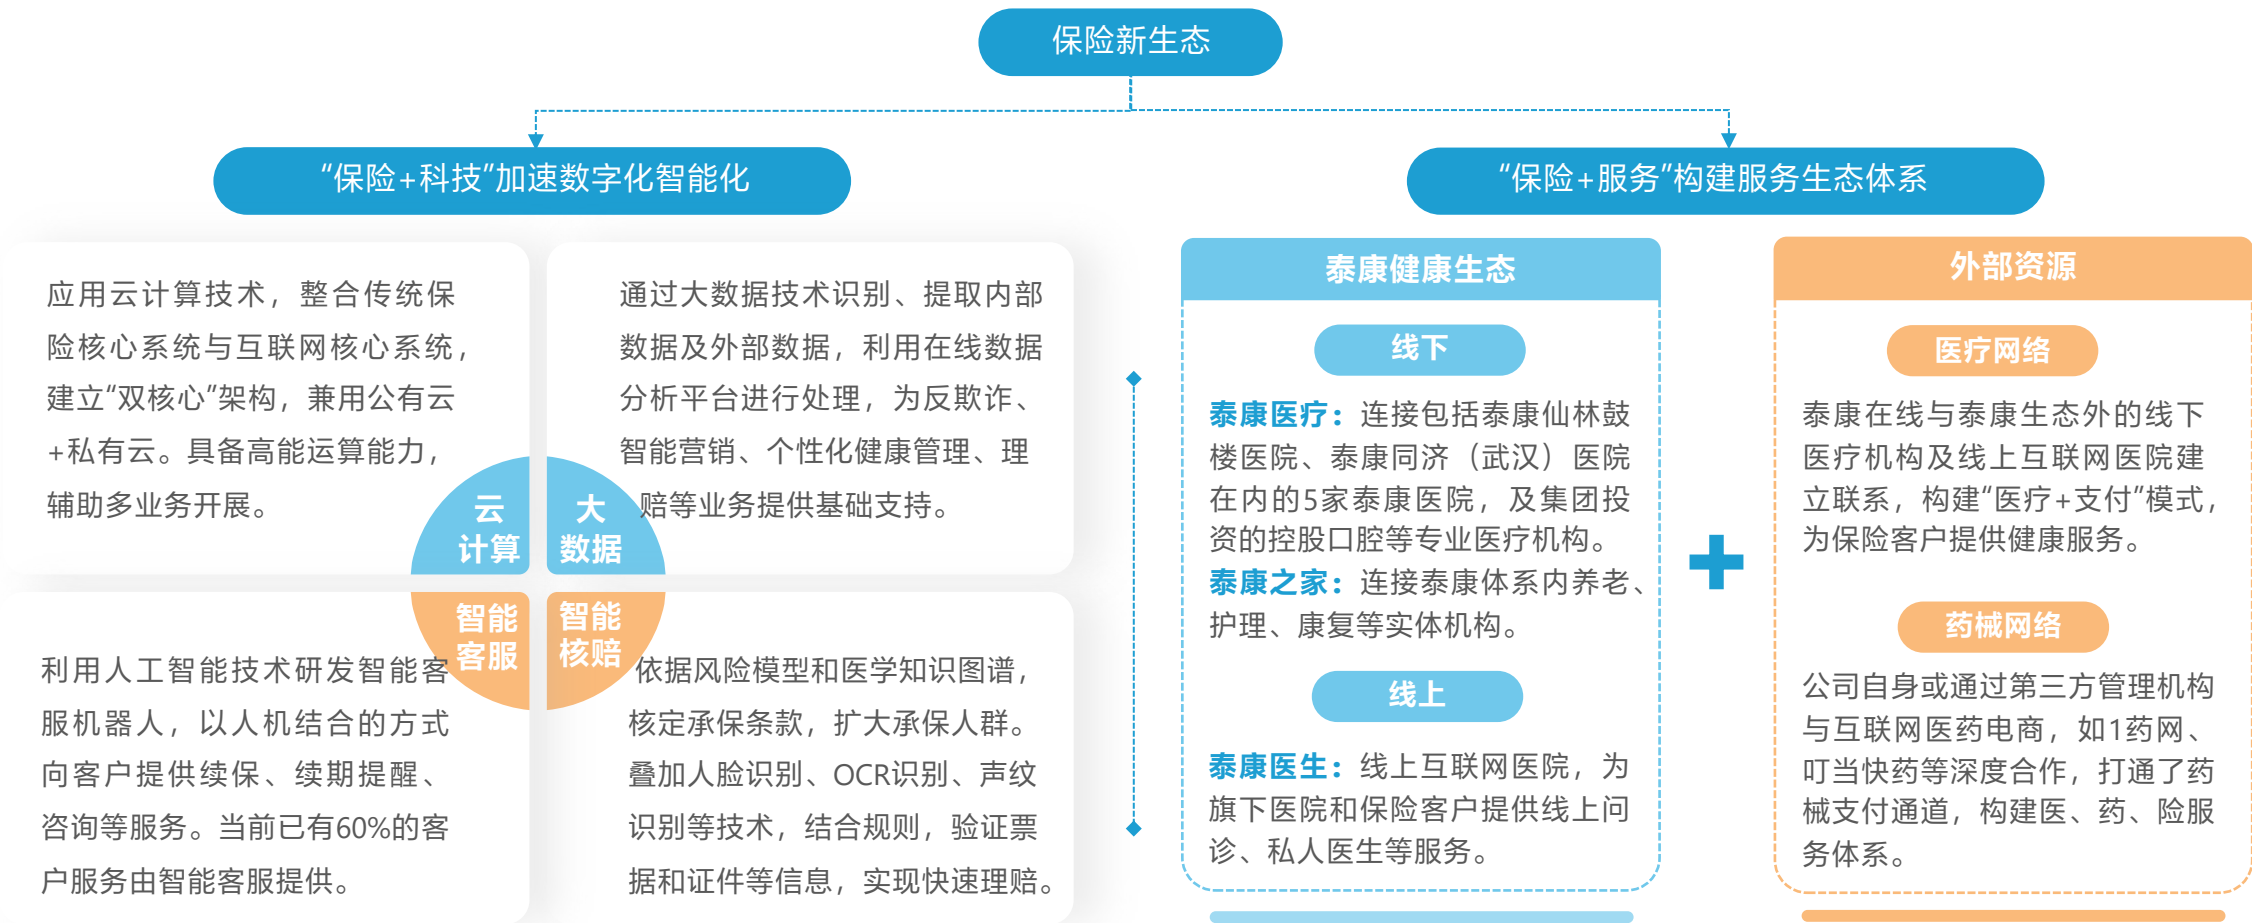 保险新生态
“保险+科技”加速数字化智能化
应用云计算技术，整合传统保
险核心系统与互联网核心系统，
建立“双核心”架构，兼用公有云
+私有云。具备高能运算能力，
辅助多业务开展。
云
计算
通过大数据技术识别、提取内部
数据及外部数据，利用在线数据
分析平台进行处理，为反欺诈、
智能营销、个性化健康管理、理
赔等业务提供基础支持。
大
数据
智能
客服
利用人工智能技术研发智能客
服机器人，以人机结合的方式
向客户提供续保、续期提醒、
咨询等服务。当前已有60%的客
户服务由智能客服提供。
智能
核赔
依据风险模型和医学知识图谱，
核定承保条款，扩大承保人群。
叠加人脸识别、OCR识别、声纹
识别等技术，结合规则，验证票
据和证件等信息，实现快速理赔。
“保险+服务”构建服务生态体系
泰康健康生态
线下
泰康医疗：连接包括泰康仙林鼓
楼医院、泰康同济（武汉）医院
在内的5家泰康医院，及集团投
资的控股口腔等专业医疗机构。
泰康之家：连接泰康体系内养老、
护理、康复等实体机构。
线上
泰康医生：线上互联网医院，为
旗下医院和保险客户提供线上问
诊、私人医生等服务。
外部资源
医疗网络
泰康在线与泰康生态外的线下
医疗机构及线上互联网医院建
立联系，构建“医疗+支付”模式，
为保险客户提供健康服务。
药械网络
公司自身或通过第三方管理机构
与互联网医药电商，如1药网、
叮当快药等深度合作，打通了药
械支付通道，构建医、药、险服
务体系。